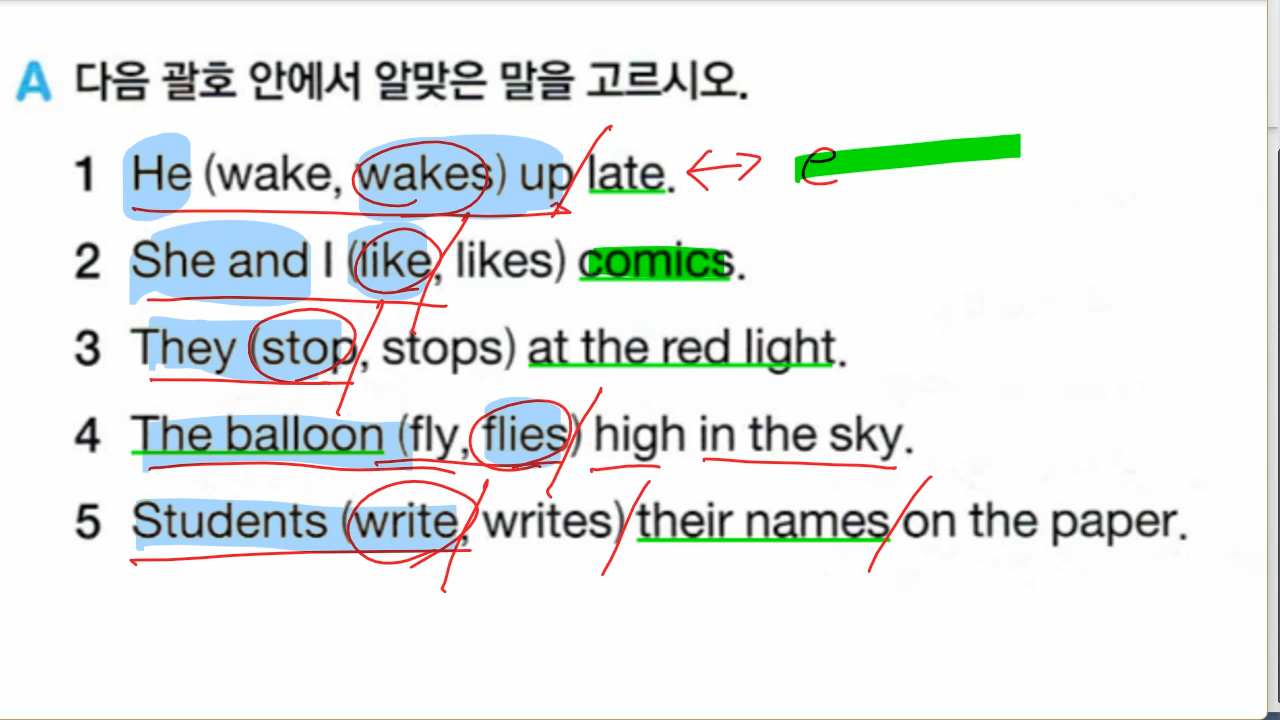 A 다음 괄호 안에서 알맞은 말을 고르시오.
1 He (wake, wakes) up late. ↔ e
2 She and I (like, likes) comics.
3 They (stop, stops) at the red light.
4 The balloon (fly, flies) high in the sky.
5 Students (write, writes) their names on the paper.